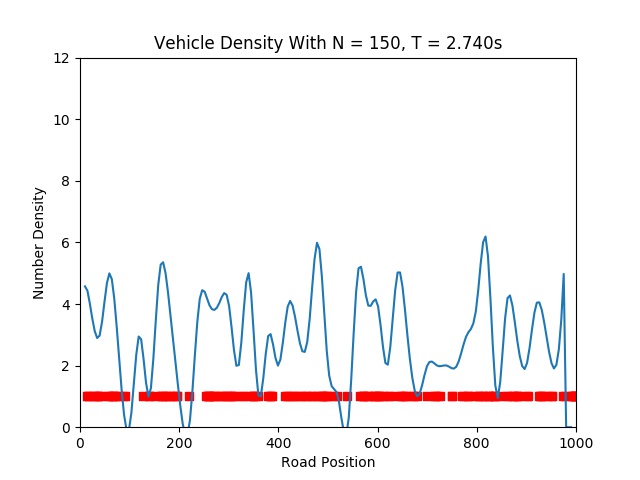 Vehicle Density With N = 150, T = 2.740s
12
10
8
6
4
2
0
Number Density
0 200 400 600 800 1000
Road Position